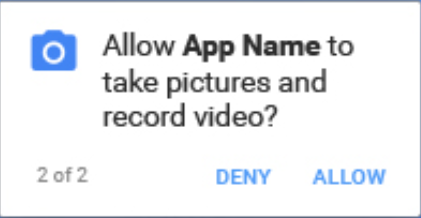 Allow App Name to
take pictures and
record video?
2 of 2 DENY ALLOW